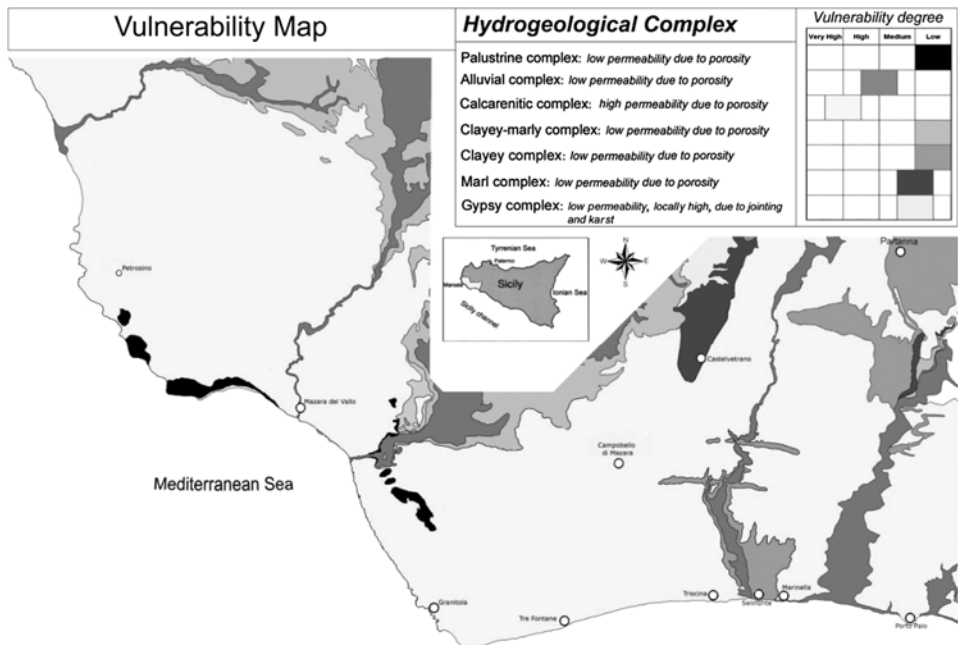 Vulnerability Map
Hydrogeological Complex
Palustrine complex: low permeability due to porosity
Alluvial complex: low permeability due to porosity
Calcarenitic complex: high permeability due to porosity
Clayey-marly complex: low permeability due to porosity
Clayey complex: low permeability due to porosity
Marl complex: low permeability due to porosity
Gypsy complex: low permeability, locally high, due to jointing
and karst
Vulnerability degree
Very High High Medium Low
Tyrrenian Sea
Palermo
Marsala
Sicily
Ionian Sea
Sicily channel
N
W E
S
Partanna
Petrosino
Castelvetrano
Mazara del Vallo
Campobello
di Mazara
Mediterranean Sea
Granitola
Tre Fontane
Triscina
Selinunte
Marinella
Porto Palo